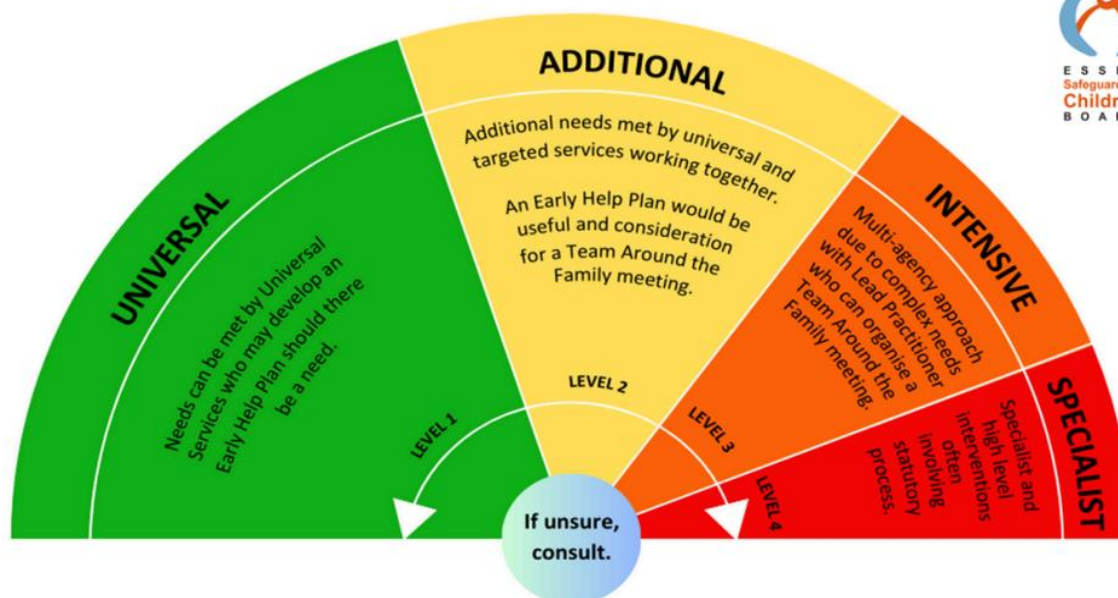 UNIVERSAL
Needs can be met by Universal
Services who may develop an
Early Help Plan should there
be a need.
LEVEL 1
ADDITIONAL
Additional needs met by universal and
targeted services working together.
An Early Help Plan would be
useful and consideration
for a Team Around the
Family meeting.
LEVEL 2
INTENSIVE
Multi-agency approach
due to complex needs
with Lead Practitioner
who can organise a
Team Around the
Family meeting.
LEVEL 3
SPECIALIST
Specialist and
high level
interventions
often
involving
statutory
process.
LEVEL 4
If unsure,
consult.